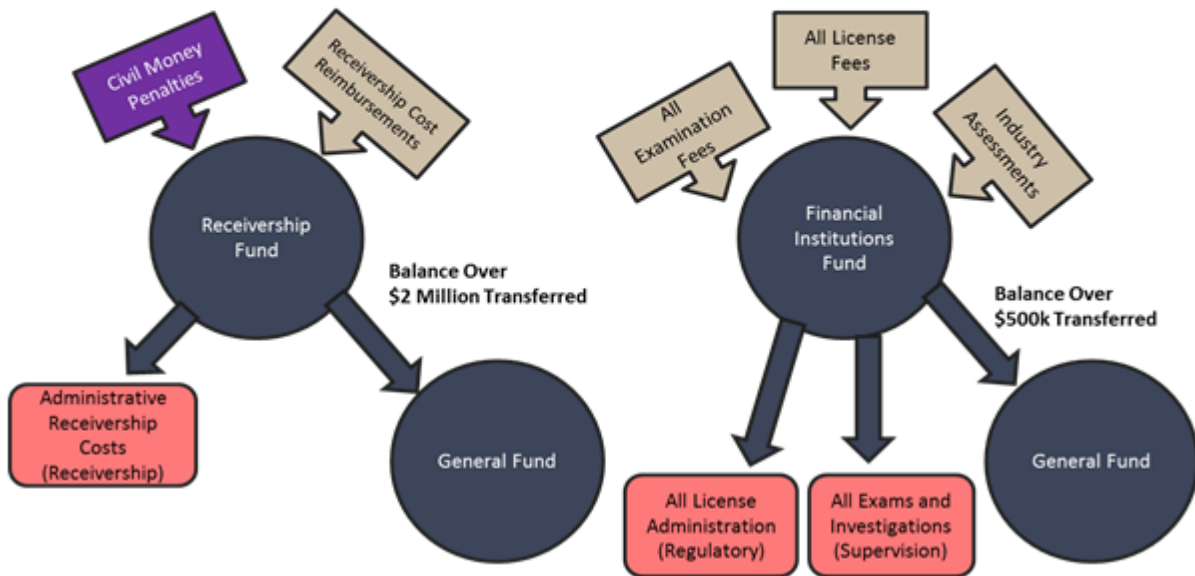 Civil Money
Penalties
Receivership Cost
Reimbursements
Receivership
Fund
Balance Over
$2 Million Transferred
Administrative
Receivership
Costs
(Receivership)
General Fund
All
Examination
Fees
All License
Fees
Industry
Assessments
Financial
Institutions
Fund
Balance Over
$500k Transferred
All License
Administration
(Regulatory)
All Exams and
Investigations
(Supervision)
General Fund